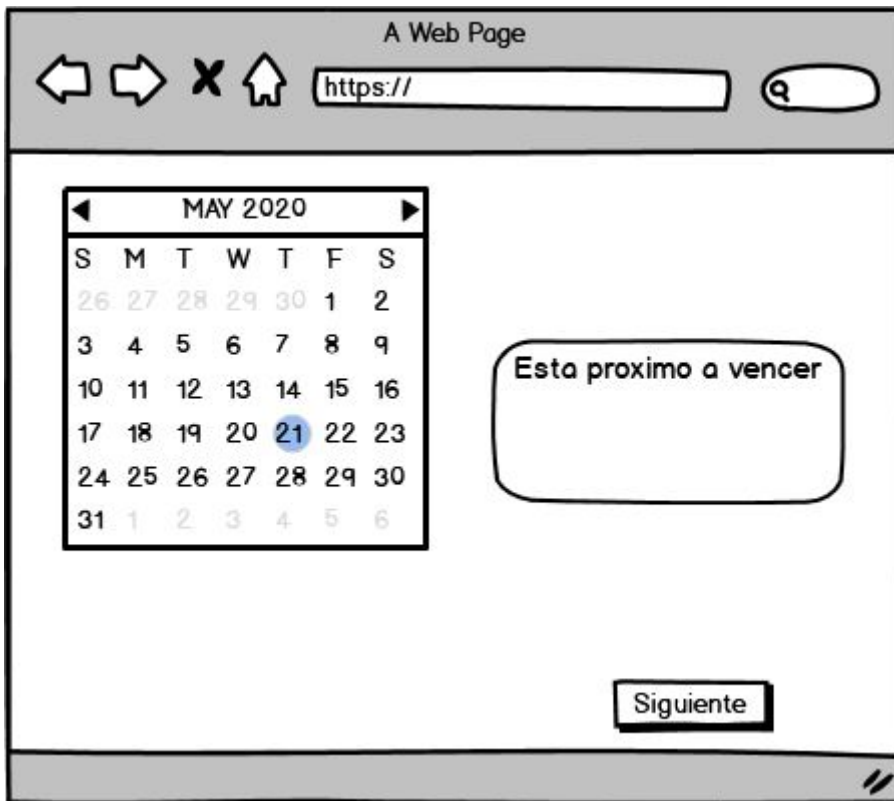 A Web Page
https://
MAY 2020
S M T W T F S
26 27 28 29 30 1 2
3 4 5 6 7 8 9
10 11 12 13 14 15 16
17 18 19 20 21 22 23
24 25 26 27 28 29 30
31 1 2 3 4 5 6
Esta proximo a vencer
Siguiente